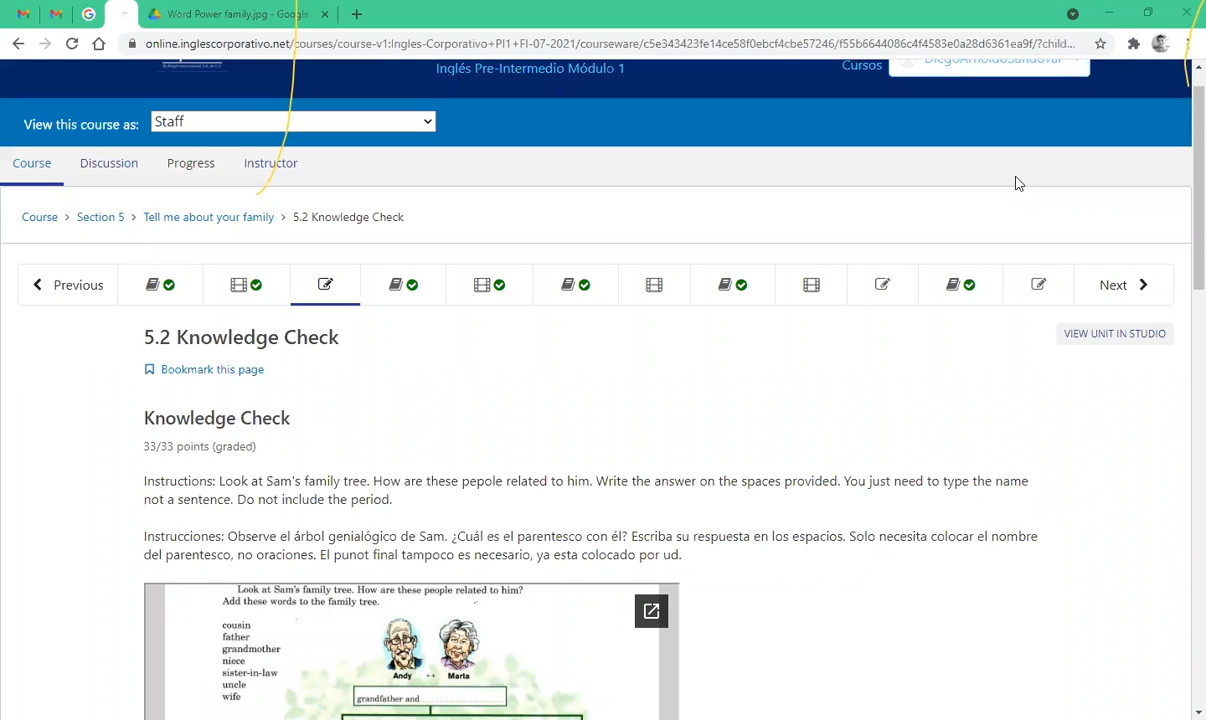 Word Power family.jpg - Google
online.inglescorporativo.net/courses/course-v1:Ingles-Corporativo+PI1+FI-07-2021/courseware/c5e343423fe14ce58f0ebcf4cbe57246/f55b6644086c4f4583e0a28d6361ea9f/?child...
Inglés Pre-Intermedio Módulo 1
Cursos
DiegoArnoldoSandoval
View this course as:
Staff
Course
Discussion
Progress
Instructor
Course > Section 5 > Tell me about your family > 5.2 Knowledge Check
Previous
Next
5.2 Knowledge Check
VIEW UNIT IN STUDIO
Bookmark this page
Knowledge Check
33/33 points (graded)
Instructions: Look at Sam's family tree. How are these pepole related to him. Write the answer on the spaces provided. You just need to type the name
not a sentence. Do not include the period.
Instrucciones: Observe el árbol genialógico de Sam. ¿Cuál es el parentesco con él? Escriba su respuesta en los espacios. Solo necesita colocar el nombre
del parentesco, no oraciones. El punot final tampoco es necesario, ya esta colocado por ud.
Look at Sam's family tree. How are these people related to him?
Add these words to the family tree.
cousin
father
grandmother
niece
sister-in-law
uncle
wife
Andy
Marta
grandfather and